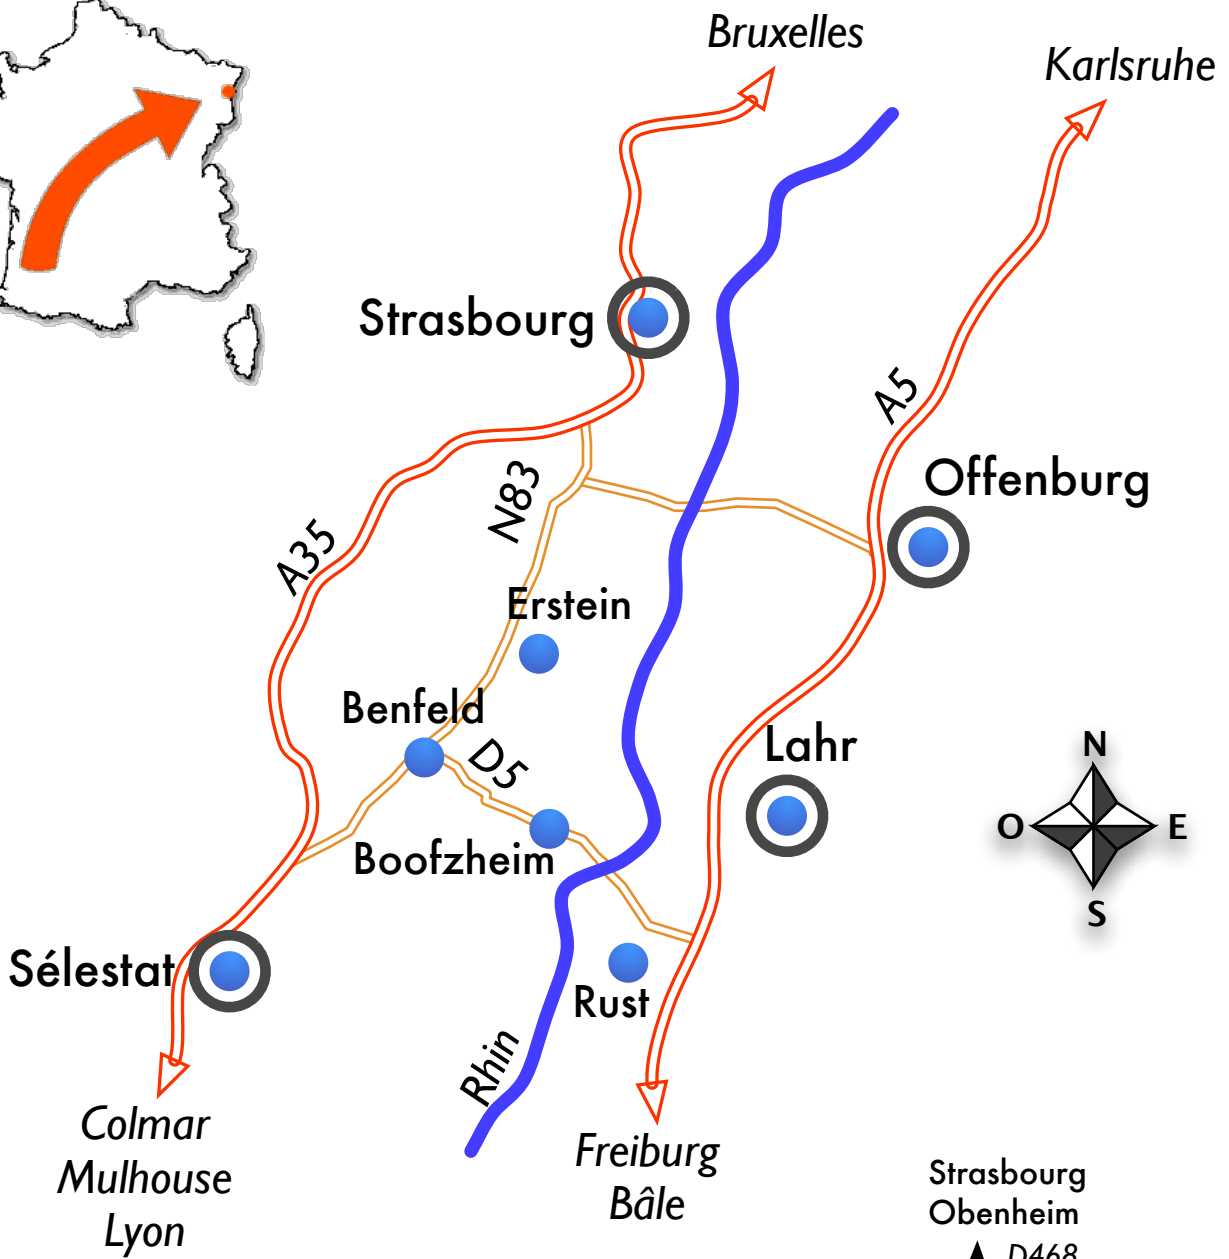 Bruxelles
Karlsruhe
Strasbourg
A5
Offenburg
N83
A35
Erstein
Benfeld
D5
Lahr
Boofzheim
N
O
E
S
Sélestat
Rust
Rhin
Colmar
Mulhouse
Lyon
Freiburg
Bâle
Strasbourg
Obenheim
D468